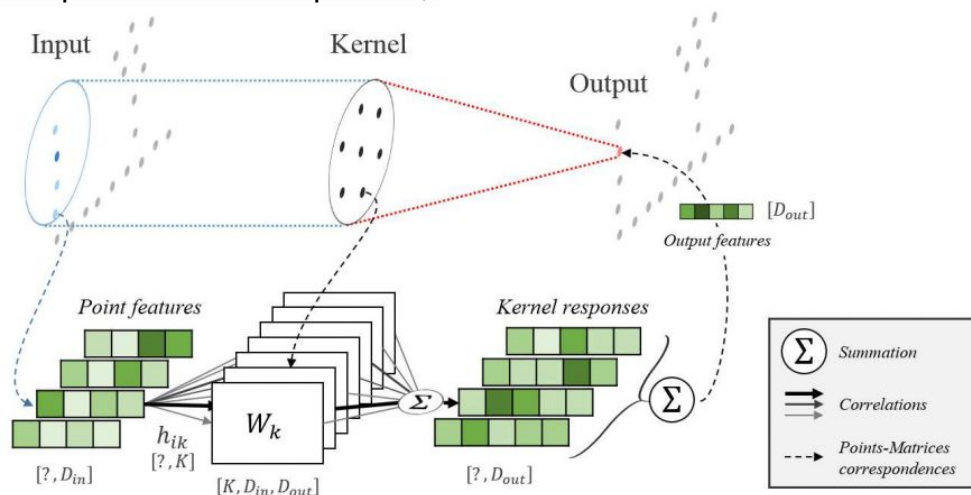 Input
Kernel
Output
[D_out]
Output features
Point features
Kernel responses
Σ
Summation
Correlations
Points-Matrices
correspondences
Σ
Σ
W_k
h_ik
[?, K]
[?, D_in]
[K, D_in, D_out]
[?, D_out]